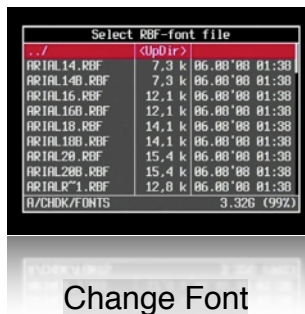 Select RBF-font file
../ <UpDir>
ARIAL14.RBF 7,3 k 06.08'08 01:38
ARIAL14B.RBF 7,3 k 06.08'08 01:38
ARIAL16.RBF 12,1 k 06.08'08 01:38
ARIAL16B.RBF 12,1 k 06.08'08 01:38
ARIAL18.RBF 14,1 k 06.08'08 01:38
ARIAL18B.RBF 14,1 k 06.08'08 01:38
ARIAL20.RBF 15,4 k 06.08'08 01:38
ARIAL20B.RBF 15,4 k 06.08'08 01:38
ARIALR~1.RBF 12,8 k 06.08'08 01:38
A/CHDK/FONTS 3.32G (99%)
Change Font